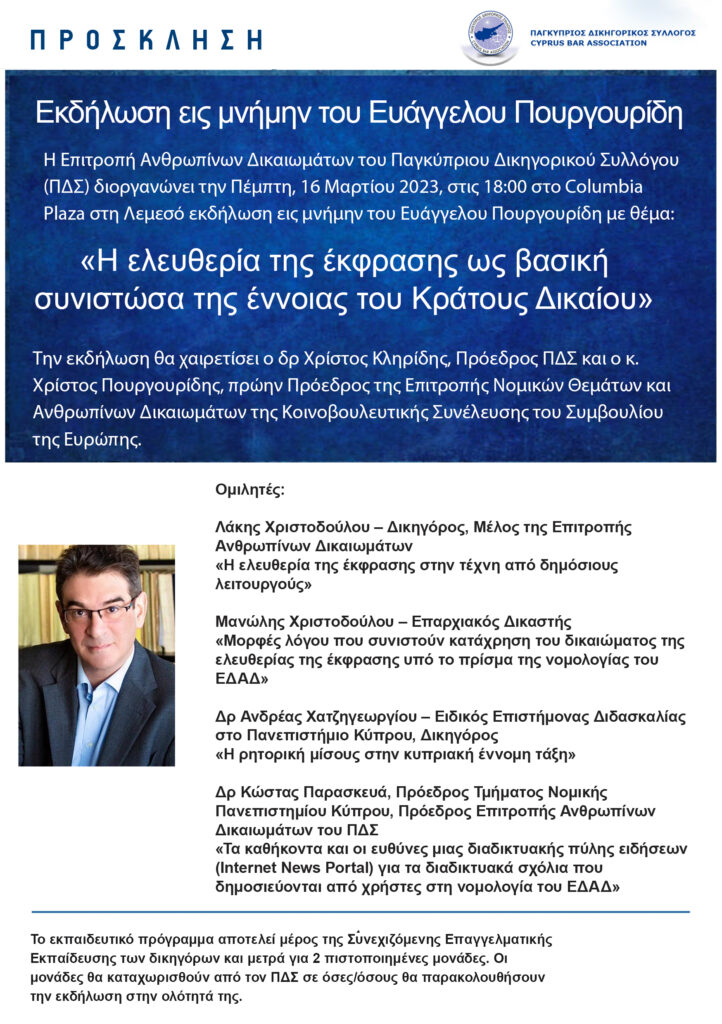 ΠΡΟΣΚΛΗΣΗ
ΠΑΓΚΥΠΡΙΟΣ ΔΙΚΗΓΟΡΙΚΟΣ ΣΥΛΛΟΓΟΣ
CYPRUS BAR ASSOCIATION
Εκδήλωση εις μνήμην του Ευάγγελου Πουργουρίδη
Η Επιτροπή Ανθρωπίνων Δικαιωμάτων του Παγκύπριου Δικηγορικού Συλλόγου
(ΠΔΣ) διοργανώνει την Πέμπτη, 16 Μαρτίου 2023, στις 18:00 στο Columbia
Plaza στη Λεμεσό εκδήλωση εις μνήμην του Ευάγγελου Πουργουρίδη με θέμα:
«Η ελευθερία της έκφρασης ως βασική
συνιστώσα της έννοιας του Κράτους Δικαίου»
Την εκδήλωση θα χαιρετίσει ο δρ Χρίστος Κληρίδης, Πρόεδρος ΠΔΣ και ο κ.
Χρίστος Πουργουρίδης, πρώην Πρόεδρος της Επιτροπής Νομικών Θεμάτων και
Ανθρωπίνων Δικαιωμάτων της Κοινοβουλευτικής Συνέλευσης του Συμβουλίου
της Ευρώπης.
Ομιλητές:
Λάκης Χριστοδούλου – Δικηγόρος, Μέλος της Επιτροπής
Ανθρωπίνων Δικαιωμάτων
«Η ελευθερία της έκφρασης στην τέχνη από δημόσιους
λειτουργούς»
Μανώλης Χριστοδούλου – Επαρχιακός Δικαστής
«Μορφές λόγου που συνιστούν κατάχρηση του δικαιώματος της
ελευθερίας της έκφρασης υπό το πρίσμα της νομολογίας του
ΕΔΑΔ»
Δρ Ανδρέας Χατζηγεωργίου – Ειδικός Επιστήμονας Διδασκαλίας
στο Πανεπιστήμιο Κύπρου, Δικηγόρος
«Η ρητορική μίσους στην κυπριακή έννομη τάξη»
Δρ Κώστας Παρασκευά, Πρόεδρος Τμήματος Νομικής
Πανεπιστημίου Κύπρου, Πρόεδρος Επιτροπής Ανθρωπίνων
Δικαιωμάτων του ΠΔΣ
«Τα καθήκοντα και οι ευθύνες μιας διαδικτυακής πύλης ειδήσεων
(Internet News Portal) για τα διαδικτυακά σχόλια που
δημοσιεύονται από χρήστες στη νομολογία του ΕΔΑΔ»
Το εκπαιδευτικό πρόγραμμα αποτελεί μέρος της Συνεχιζόμενης Επαγγελματικής
Εκπαίδευσης των δικηγόρων και μετρά για 2 πιστοποιημένες μονάδες. Οι
μονάδες θα καταχωρισθούν από τον ΠΔΣ σε όσες/όσους θα παρακολουθήσουν
την εκδήλωση στην ολότητά της.